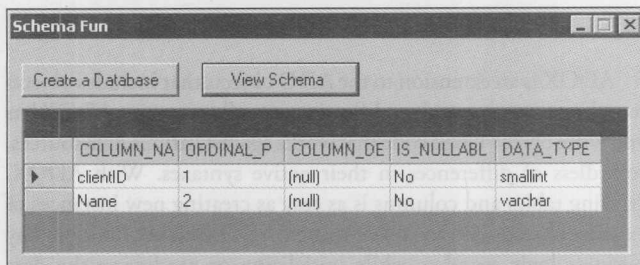 Schema Fun
Create a Database View Schema
COLUMN_NA ORDINAL_P COLUMN_DE IS_NULLABL DATA_TYPE
clientID 1 (null) No smallint
Name 2 (null) No varchar